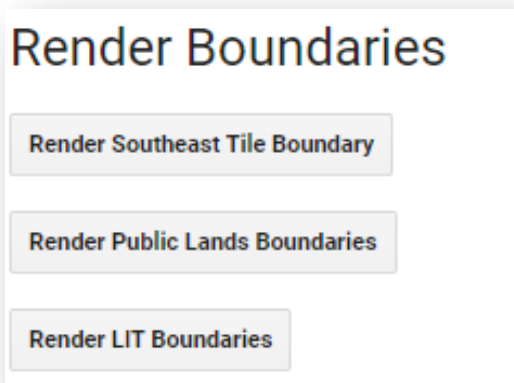 Render Boundaries
Render Southeast Tile Boundary
Render Public Lands Boundaries
Render LIT Boundaries